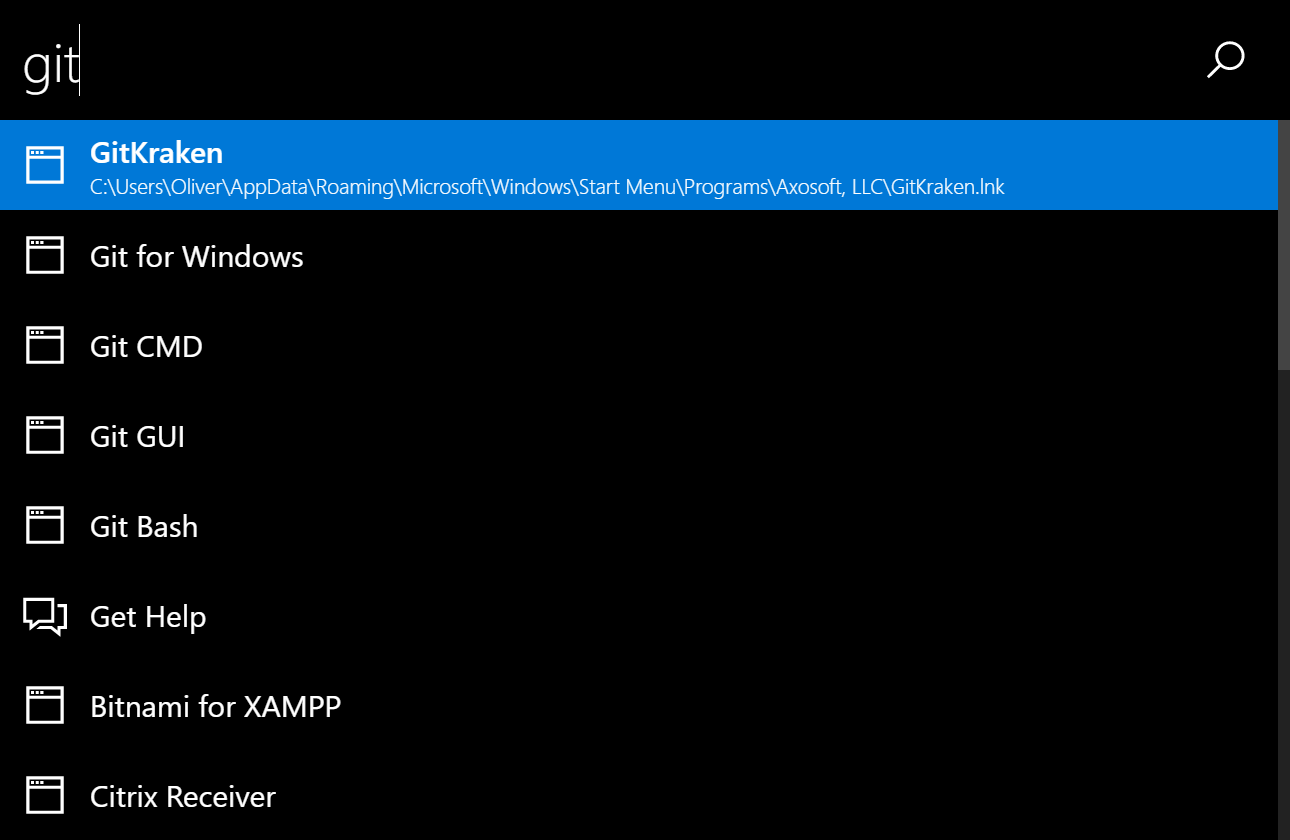 git
GitKraken
C:\Users\Oliver\AppData\Roaming\Microsoft\Windows\Start Menu\Programs\Axosoft, LLC\GitKraken.lnk
Git for Windows
Git CMD
Git GUI
Git Bash
Get Help
Bitnami for XAMPP
Citrix Receiver